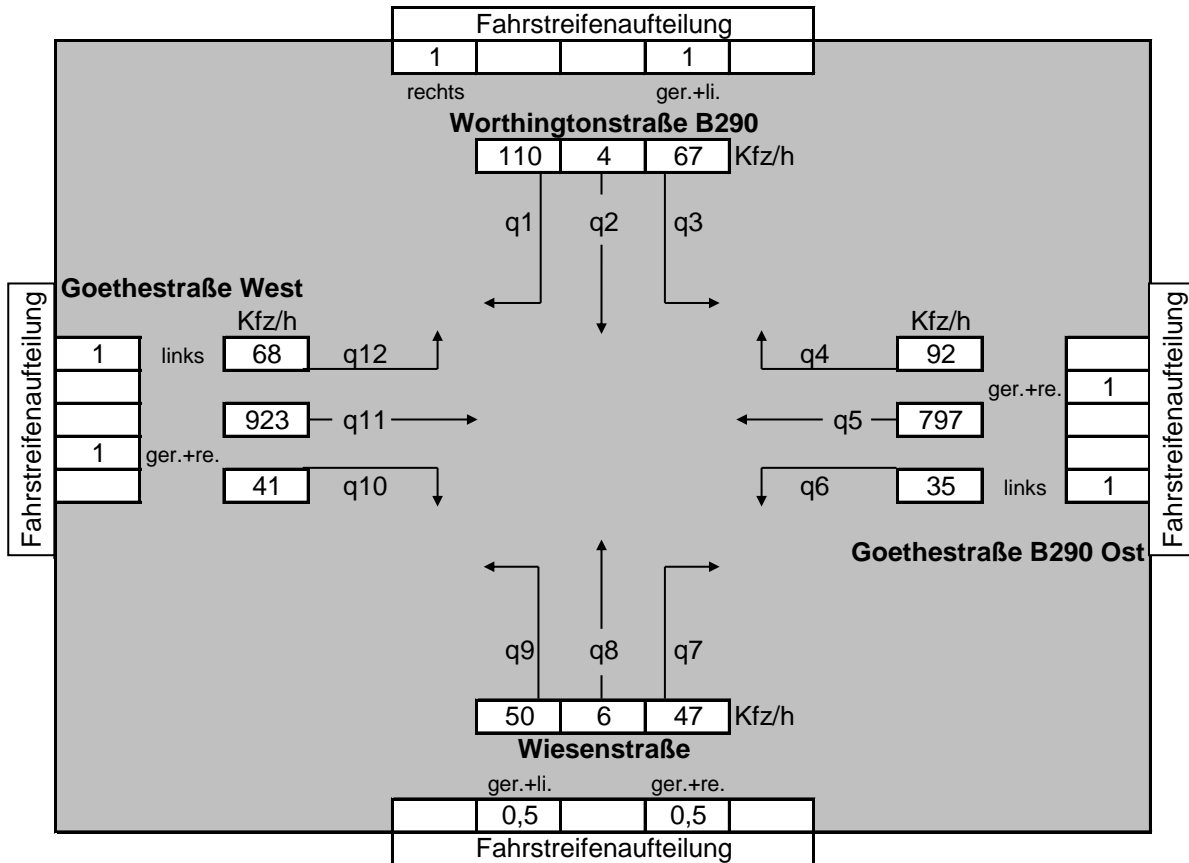 Fahrstreifenaufteilung
1 1
rechts ger.+li.
Worthingtonstraße B290
110 4 67 Kfz/h
q1 q2 q3
Goethestraße West
Fahrstreifenaufteilung
Kfz/h
1 links 68 q12
923 q11
1 ger.+re.
41 q10
Kfz/h
q4 92
ger.+re. 1
q5 797
q6 35 links 1
Fahrstreifenaufteilung
Goethestraße B290 Ost
q9 q8 q7
50 6 47 Kfz/h
Wiesenstraße
ger.+li. ger.+re.
0,5 0,5
Fahrstreifenaufteilung